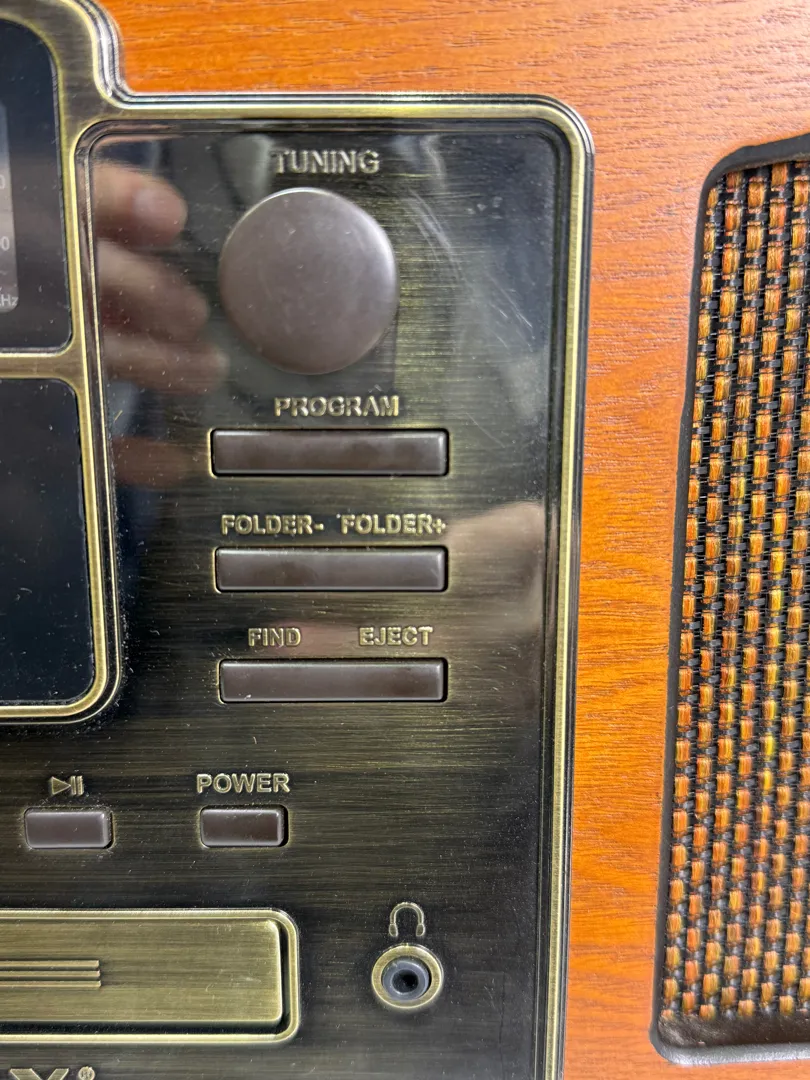 TUNING
PROGRAM
FOLDER- FOLDER+
FIND EJECT
POWER